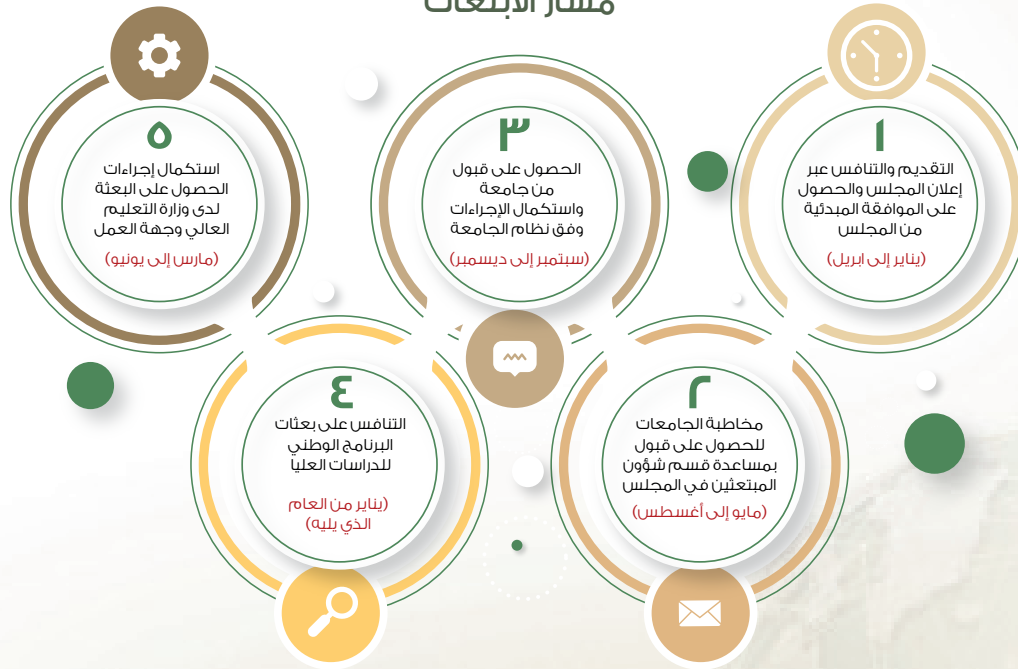 مسار الابتعاث
١
التقديم والتنافس عبر
إعلان المجلس والحصول
على الموافقة المبدئية
من المجلس
(يناير إلى ابريل)
٢
مخاطبة الجامعات
للحصول على قبول
بمساعدة قسم شؤون
المبتعثين في المجلس
(مايو إلى أغسطس)
٣
الحصول على قبول
من جامعة
واستكمال الإجراءات
وفق نظام الجامعة
(سبتمبر إلى ديسمبر)
٤
التنافس على بعثات
البرنامج الوطني
للدراسات العليا
(يناير من العام
الذي يليه)
٥
استكمال إجراءات
الحصول على البعثة
لدى وزارة التعليم
العالي وجهة العمل
(مارس إلى يونيو)